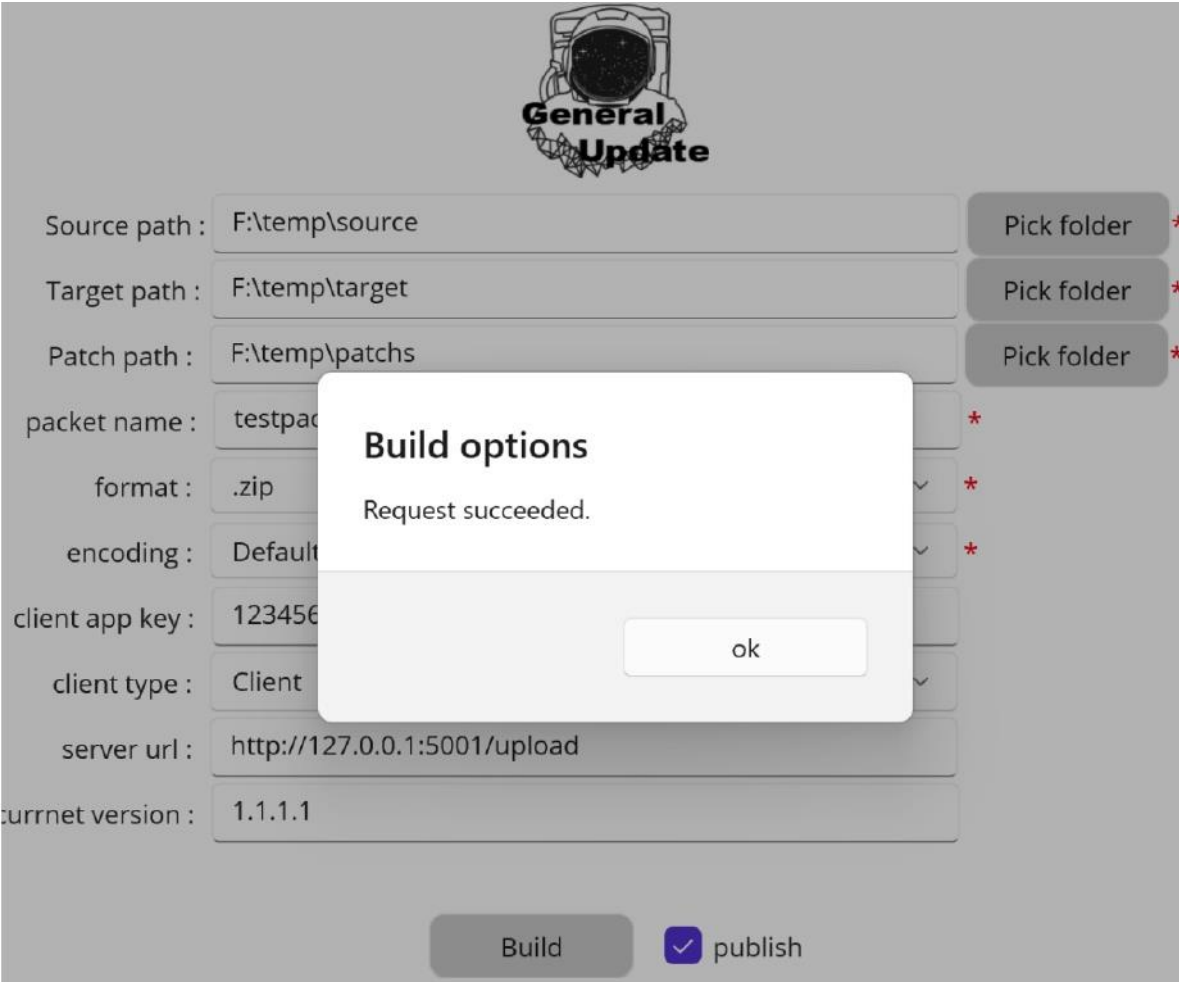 General
Update
Source path : F:\temp\source Pick folder *
Target path : F:\temp\target Pick folder *
Patch path : F:\temp\patchs Pick folder *
packet name : *
format : .zip *
encoding : Default *
client app key : 123456
client type : Client
Build options
Request succeeded.
ok
server url : http://127.0.0.1:5001/upload
currnet version : 1.1.1.1
Build publish